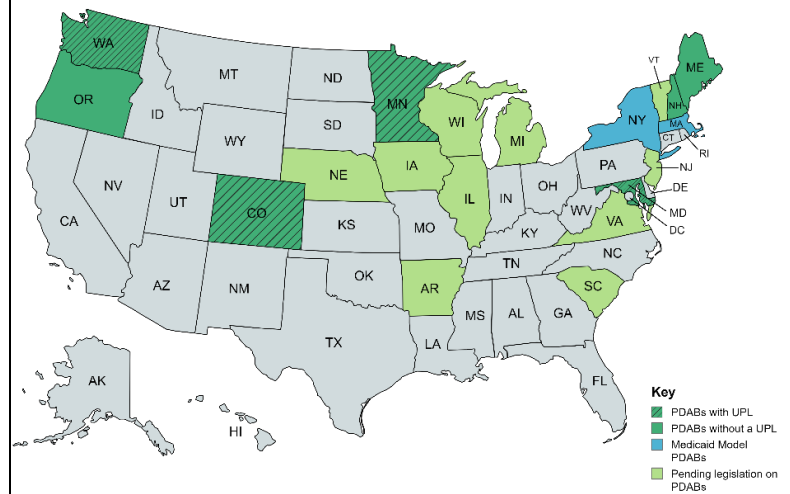 WA
MT
ND
MN
OR
ID
SD
WY
WI
MI
VT
ME
NH
NY
MA
CT
RI
NV
UT
CO
NE
IA
IL
IN
OH
PA
NJ
DE
MD
DC
CA
KS
MO
KY
WV
VA
AZ
NM
OK
AR
TN
NC
SC
TX
LA
MS
AL
GA
FL
AK
HI
Key
PDABs with UPL
PDABs without a UPL
Medicaid Model
PDABs
Pending legislation on
PDABs